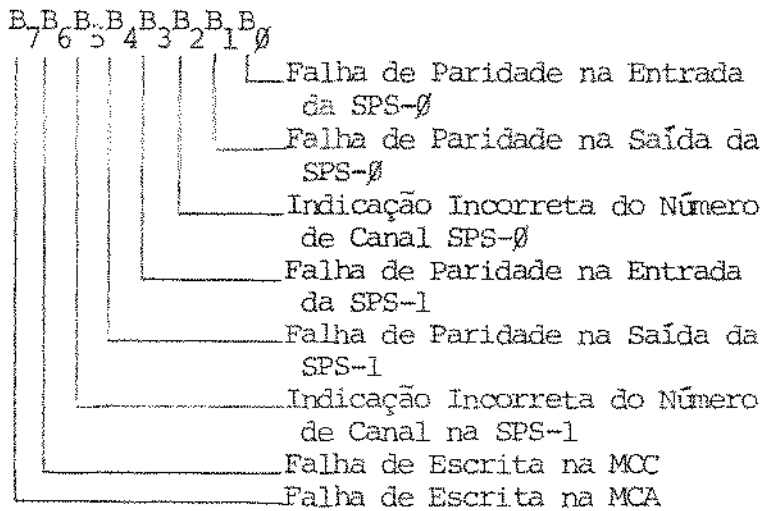 B7B6B5B4B3B2B1BØ
Falha de Paridade na Entrada
da SPS-Ø
Falha de Paridade na Saída da
SPS-Ø
Indicação Incorreta do Número
de Canal SPS-Ø
Falha de Paridade na Entrada
da SPS-1
Falha de Paridade na Saída da
SPS-1
Indicação Incorreta do Número
de Canal na SPS-1
Falha de Escrita na MCC
Falha de Escrita na MCA